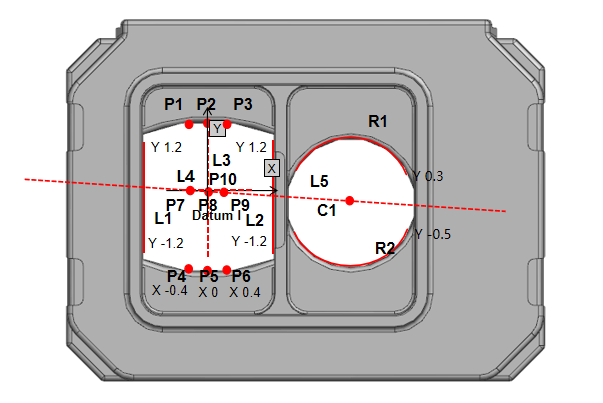 P1 P2 P3
R1
Y
Y 1.2 Y 1.2
L3
X
L4 P10 L5
Y 0.3
P7 P8 P9
C1
L1 Datum I L2
Y -1.2 Y -1.2
Y -0.5
R2
P4 P5 P6
X -0.4 X 0 X 0.4